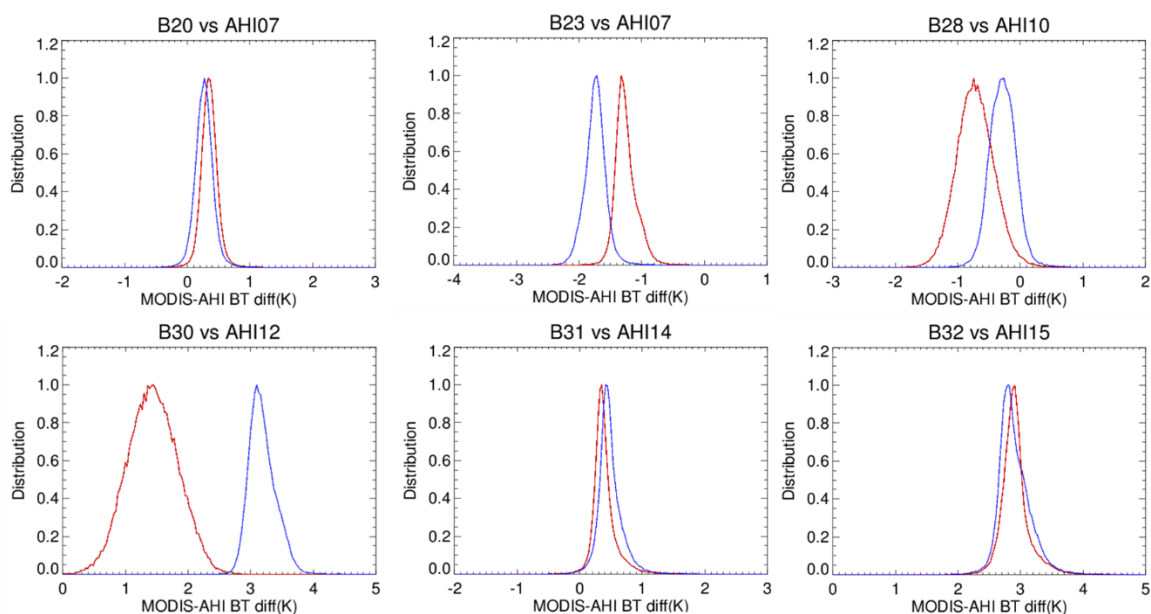 B20 vs AHI07
1.2
1.0
0.8
0.6
0.4
0.2
0.0
Distribution
-2 -1 0 1 2 3
MODIS-AHI BT diff(K)
B23 vs AHI07
1.2
1.0
0.8
0.6
0.4
0.2
0.0
Distribution
-4 -3 -2 -1 0 1
MODIS-AHI BT diff(K)
B28 vs AHI10
1.2
1.0
0.8
0.6
0.4
0.2
0.0
Distribution
-3 -2 -1 0 1 2
MODIS-AHI BT diff(K)
B30 vs AHI12
1.2
1.0
0.8
0.6
0.4
0.2
0.0
Distribution
0 1 2 3 4 5
MODIS-AHI BT diff(K)
B31 vs AHI14
1.2
1.0
0.8
0.6
0.4
0.2
0.0
Distribution
-2 -1 0 1 2 3
MODIS-AHI BT diff(K)
B32 vs AHI15
1.2
1.0
0.8
0.6
0.4
0.2
0.0
Distribution
0 1 2 3 4 5
MODIS-AHI BT diff(K)